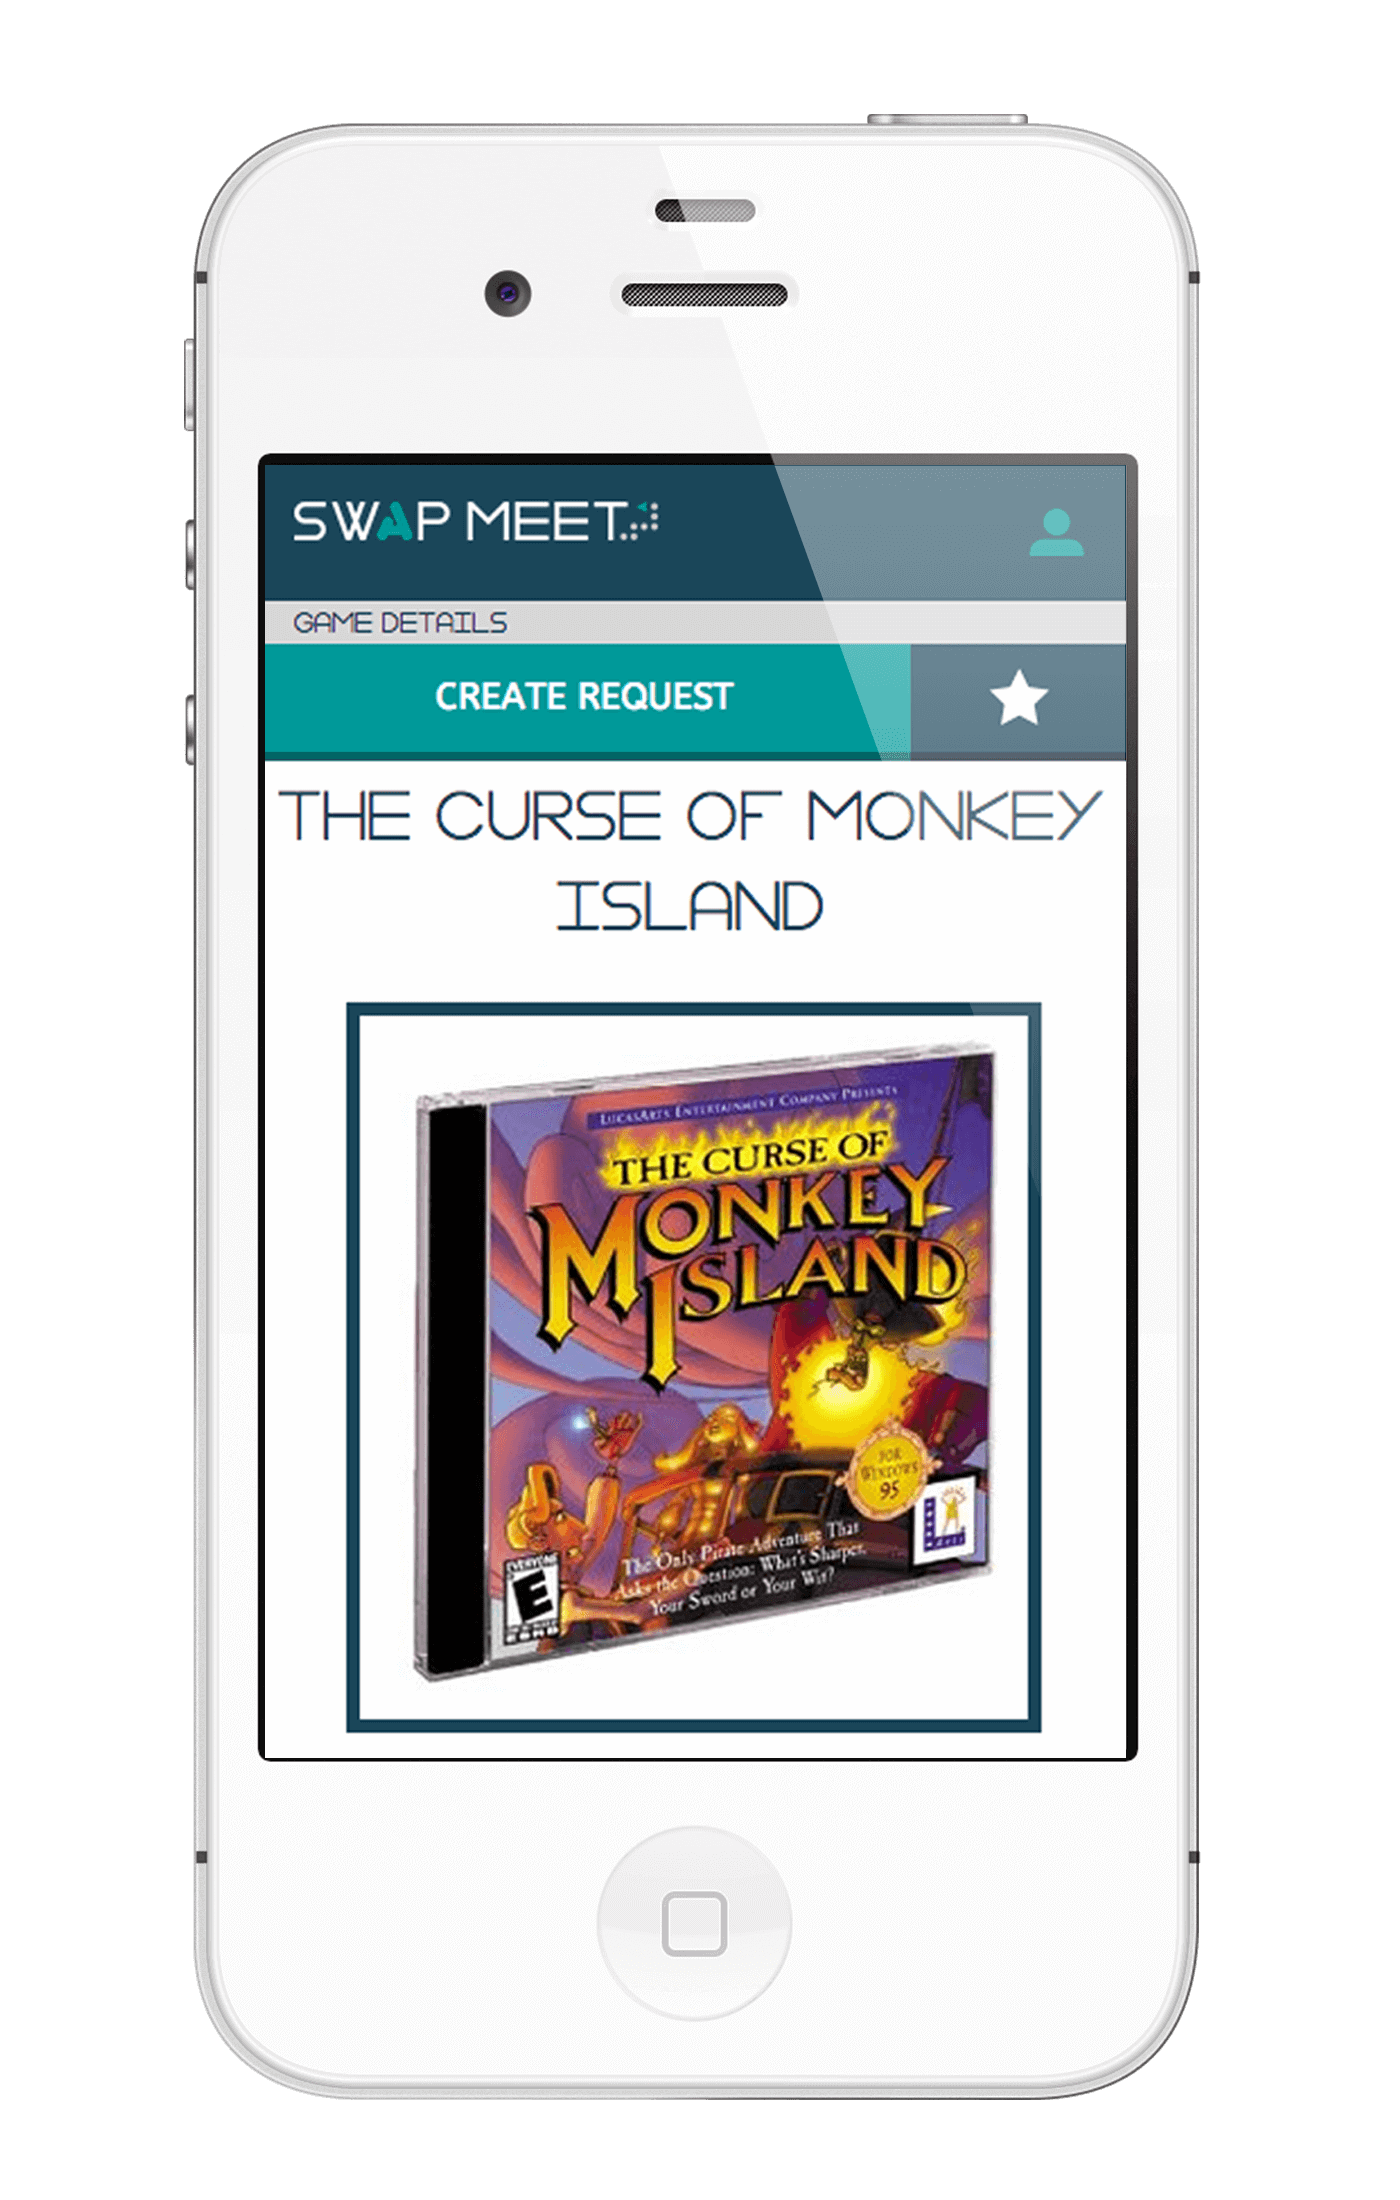 SWAP MEET
GAME DETAILS
CREATE REQUEST
THE CURSE OF MONKEY
ISLAND
LUCASARTS ENTERTAINMENT COMPANY PRESENTS
THE CURSE OF
MONKEY
ISLAND
FOR
WINDOWS
95
The Only Pirate Adventure That
Asks the Question: What's Sharper,
Your Sword or Your Wit?
EVERYONE
E